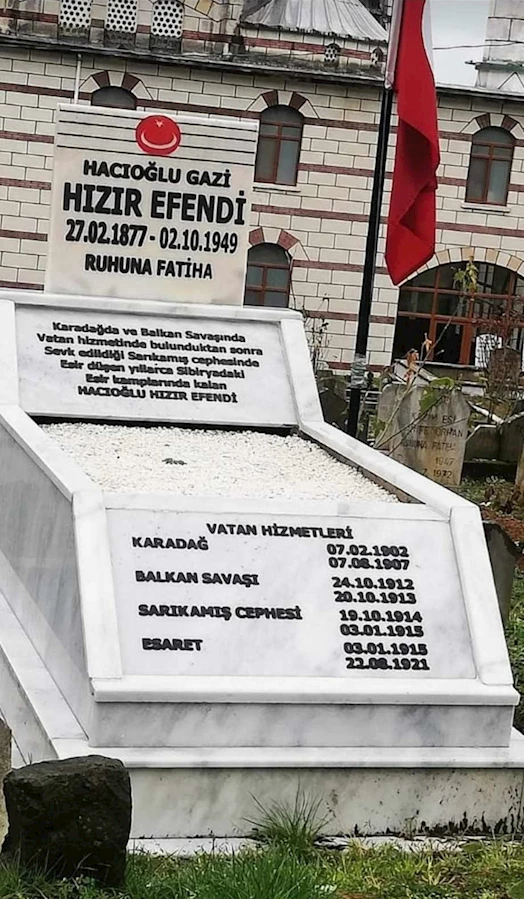 HACIOĞLU GAZİ
HIZIR EFENDİ
27.02.1877 - 02.10.1949
RUHUNA FATİHA
Karadağda ve Balkan Savaşında
Vatan hizmetinde bulunduktan sonra
Sevk edildiği Sarıkamış cephesinde
Esir düşen yıllarca Sibiryadaki
Esir kamplarında kalan
HACIOĞLU HIZIR EFENDİ
VATAN HİZMETLERİ
KARADAĞ 07.02.1902
07.08.1907
BALKAN SAVAŞI 24.10.1912
20.10.1913
SARIKAMIŞ CEPHESİ 19.10.1914
03.01.1915
ESARET 03.01.1915
22.08.1921